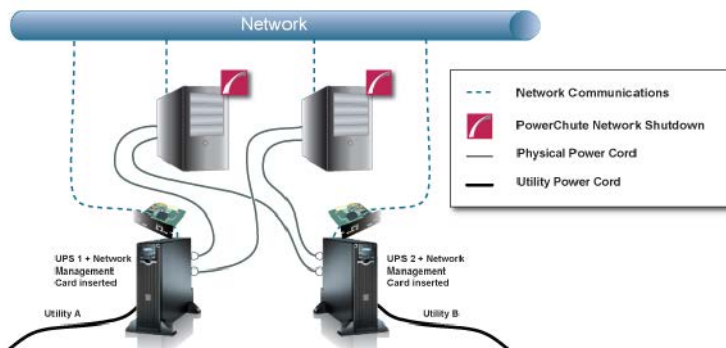 Network
Network Communications
PowerChute Network Shutdown
Physical Power Cord
Utility Power Cord
UPS 1 + Network
Management
Card inserted
UPS 2 + Network
Management
Card inserted
Utility A
Utility B